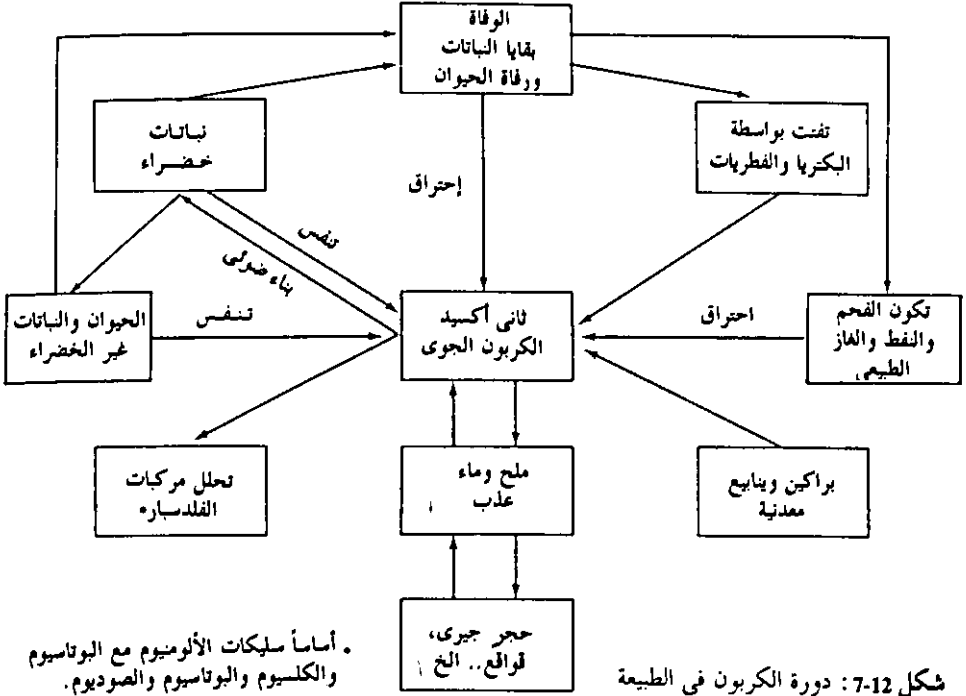 الوفاة
بقايا النباتات
ورفاة الحيوان
نباتات
خضراء
تفتت بواسطة
البكتريا والفطريات
إحتراق
تنفس
بناء ضوئى
الحيوان والنباتات
غير الخضراء
تنفس
ثانى أكسيد
الكربون الجوى
احتراق
تكون الفحم
والنفط والغاز
الطبيعى
تحلل مركبات
الفلدسبار*
ملح وماء
عذب
براكين وينابيع
معدنية
حجر جيرى،
قواقع.. الخ
* أساساً سليكات الألومنيوم مع البوتاسيوم
والكلسيوم والبوتاسيوم والصوديوم.
شكل 12-7: دورة الكربون فى الطبيعة